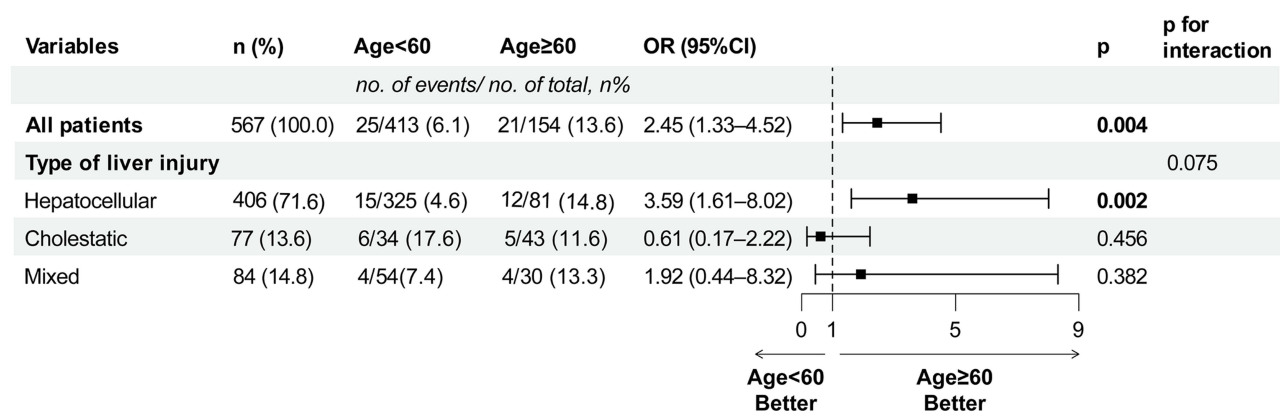 Variables n (%) Age<60 Age≥60 OR (95%CI) p p for interaction
no. of events/ no. of total, n%
All patients 567 (100.0) 25/413 (6.1) 21/154 (13.6) 2.45 (1.33–4.52) 0.004
Type of liver injury 0.075
Hepatocellular 406 (71.6) 15/325 (4.6) 12/81 (14.8) 3.59 (1.61–8.02) 0.002
Cholestatic 77 (13.6) 6/34 (17.6) 5/43 (11.6) 0.61 (0.17–2.22) 0.456
Mixed 84 (14.8) 4/54(7.4) 4/30 (13.3) 1.92 (0.44–8.32) 0.382
0 1 5 9
Age<60 Age≥60
Better Better